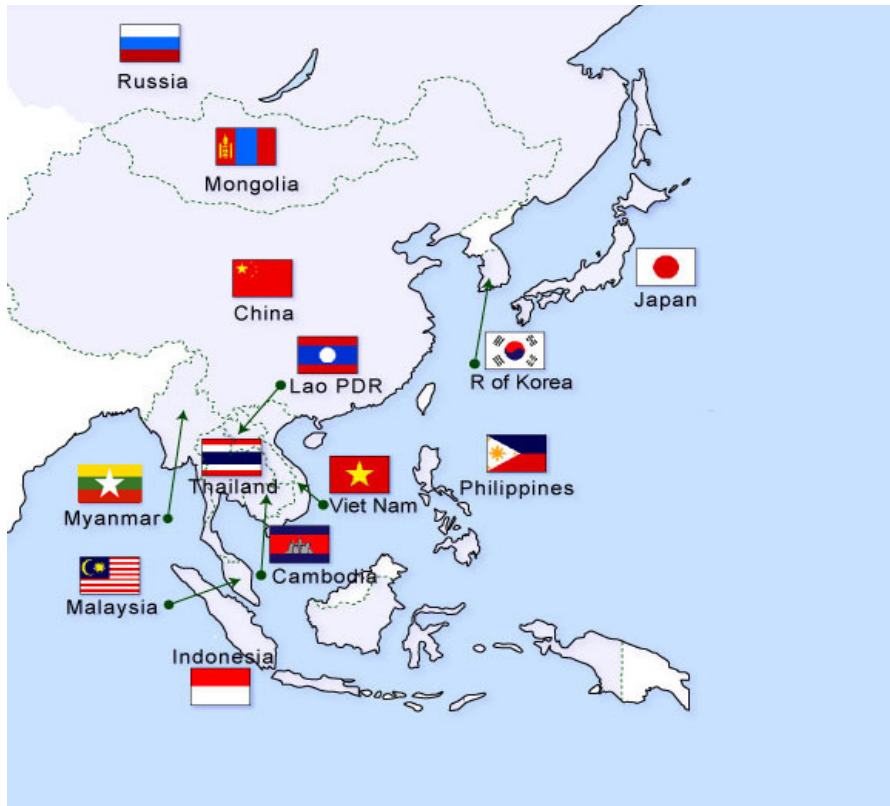 Russia
Mongolia
China
Japan
Lao PDR
R of Korea
Thailand
Philippines
Viet Nam
Myanmar
Cambodia
Malaysia
Indonesia